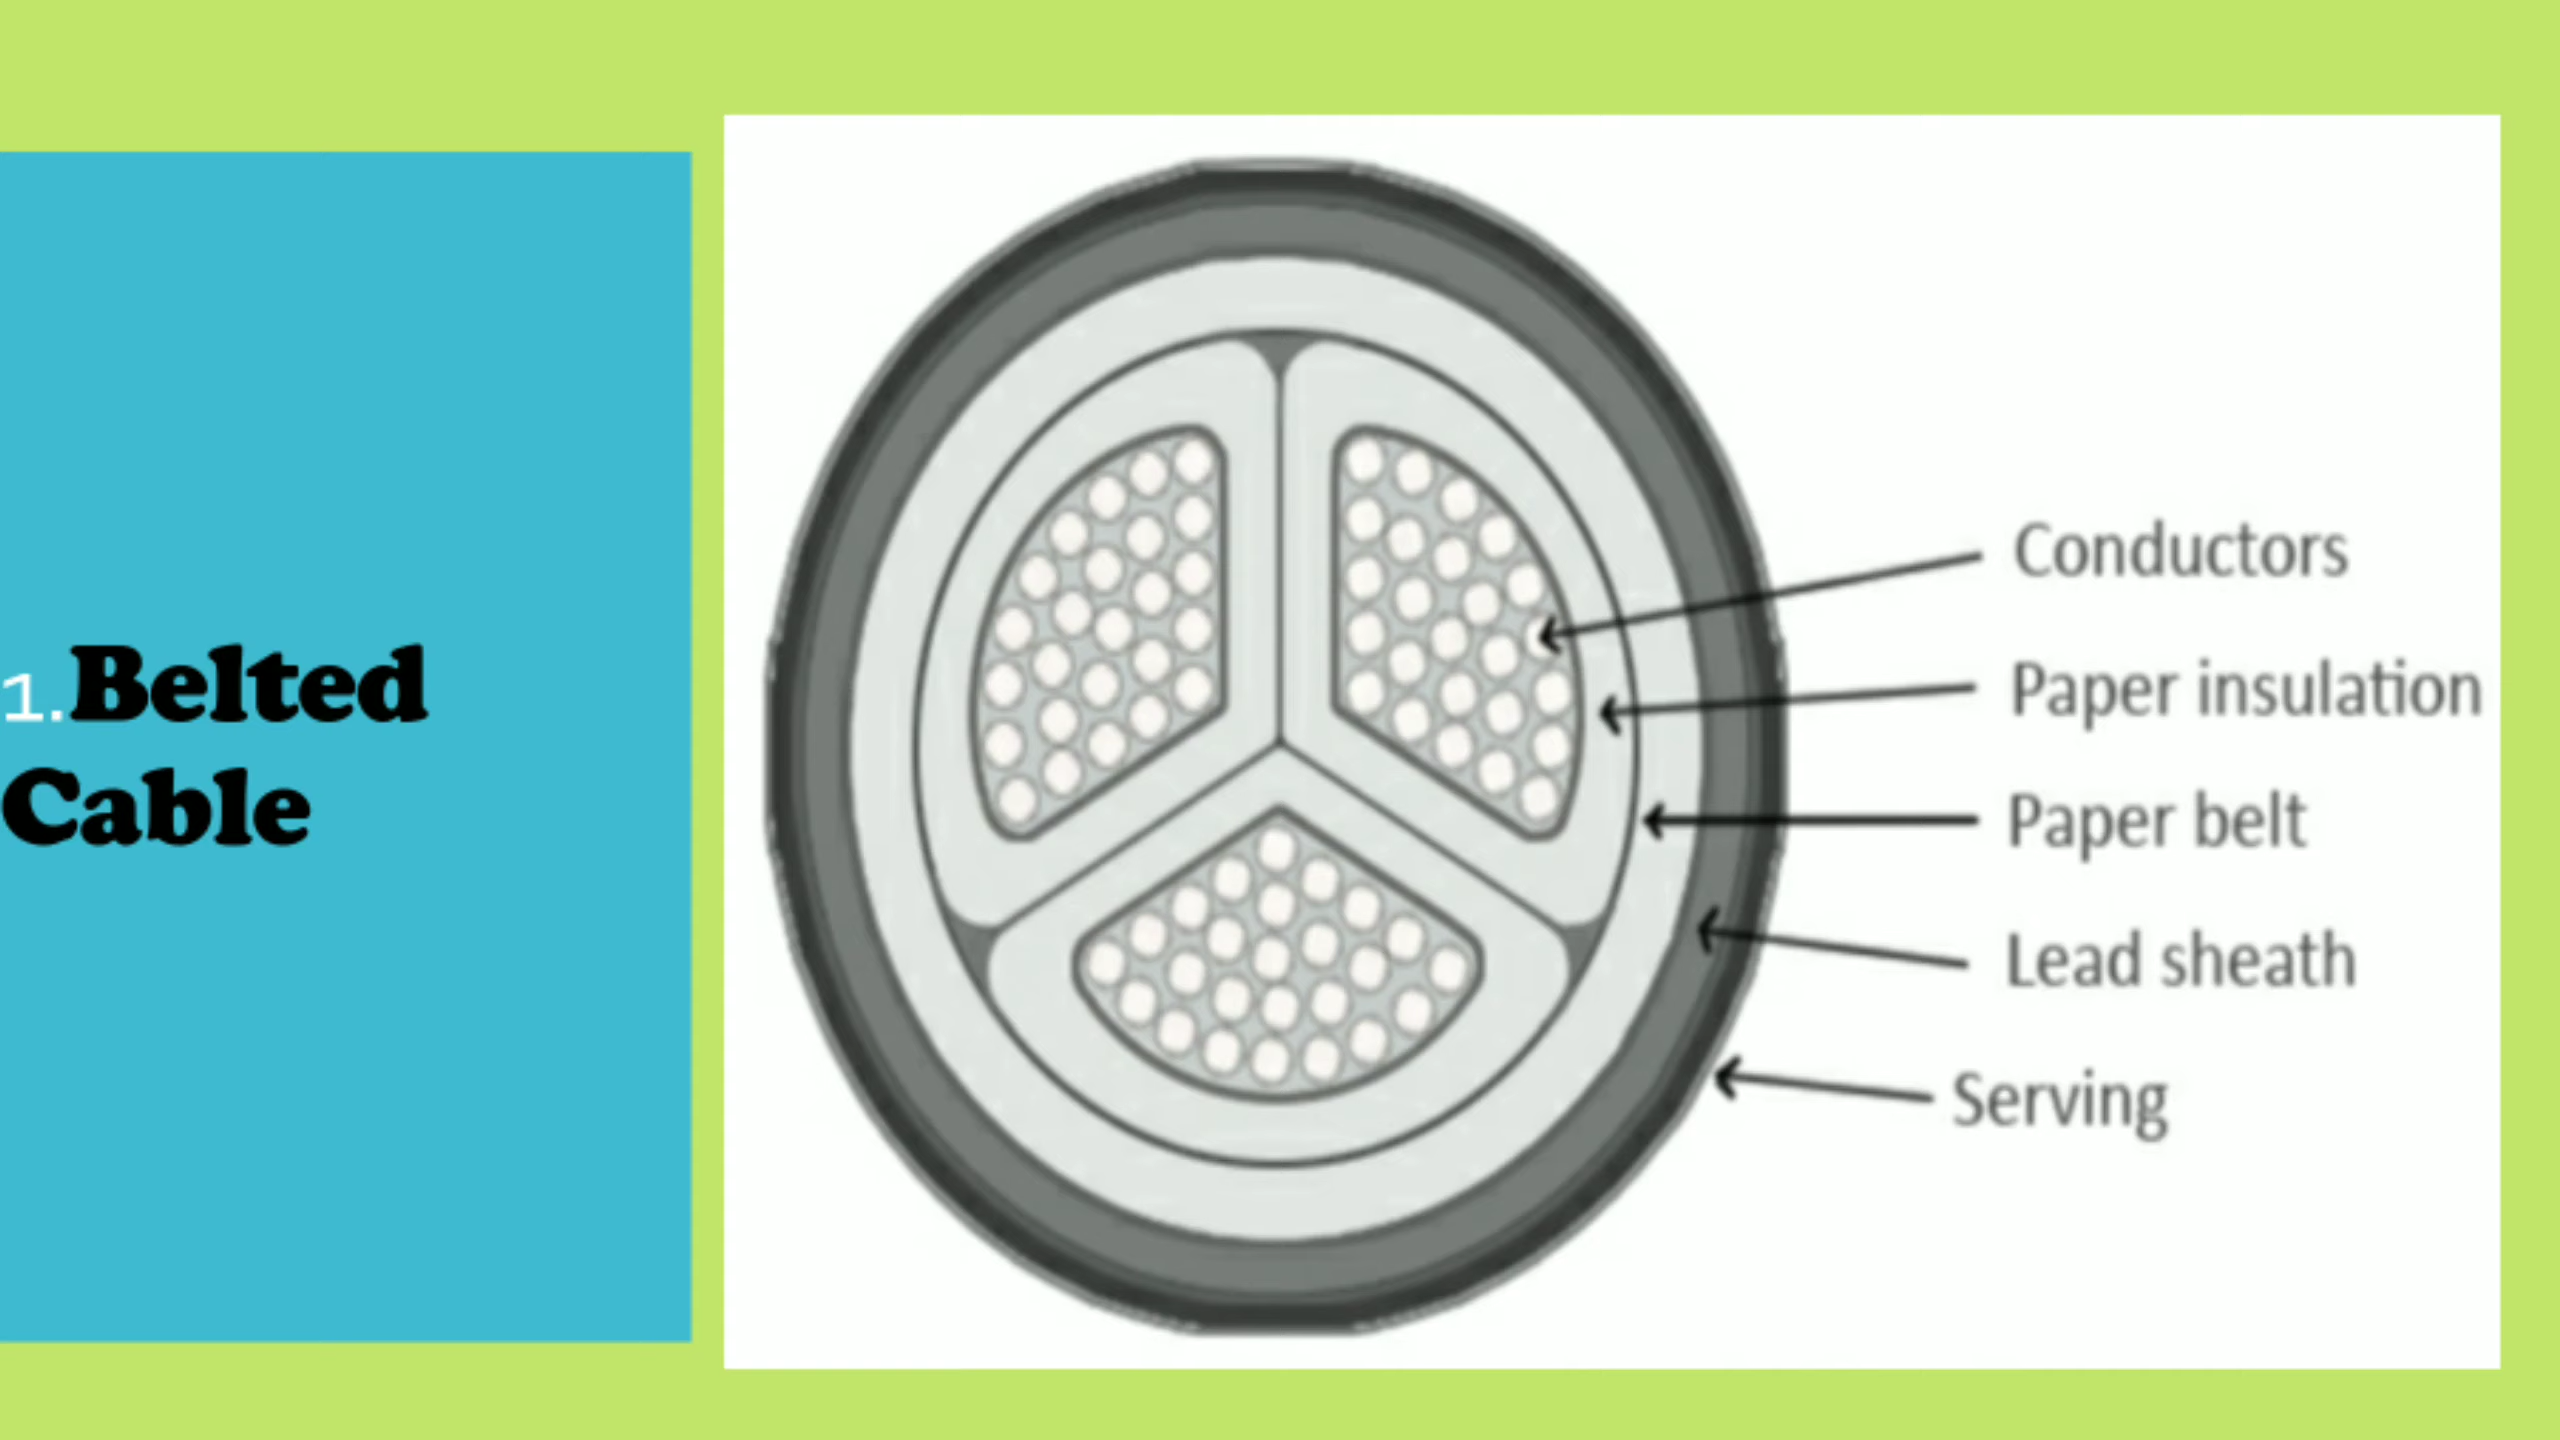 1.Belted
Cable
Conductors
Paper insulation
Paper belt
Lead sheath
Serving